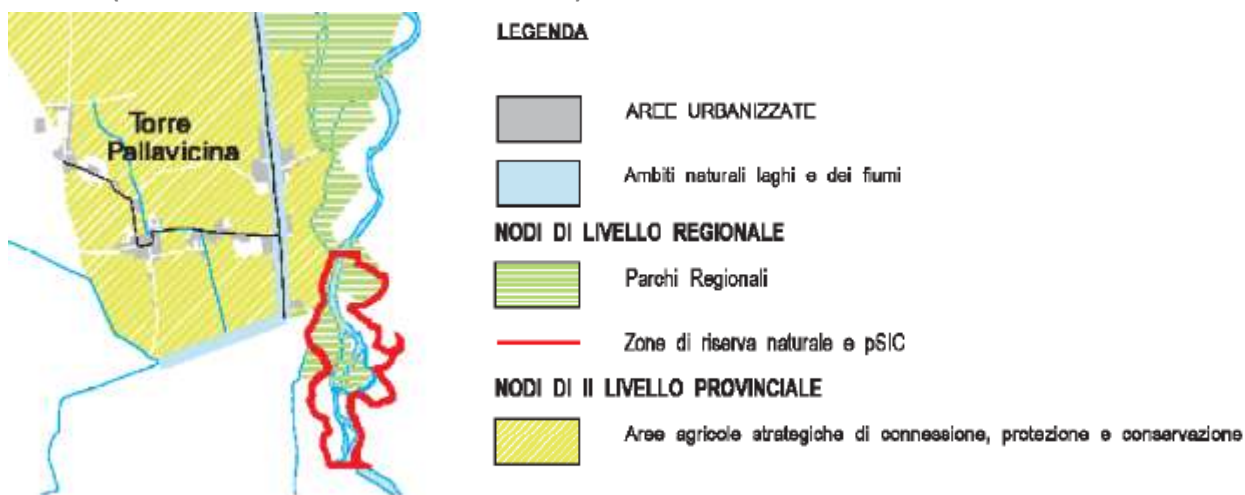 Torre
Pallavicina
LEGENDA
AREE URBANIZZATE
Ambiti naturali laghi e dei fiumi
NODI DI LIVELLO REGIONALE
Parchi Regionali
Zone di riserva naturale e pSIC
NODI DI II LIVELLO PROVINCIALE
Aree agricole strategiche di connessione, protezione e conservazione